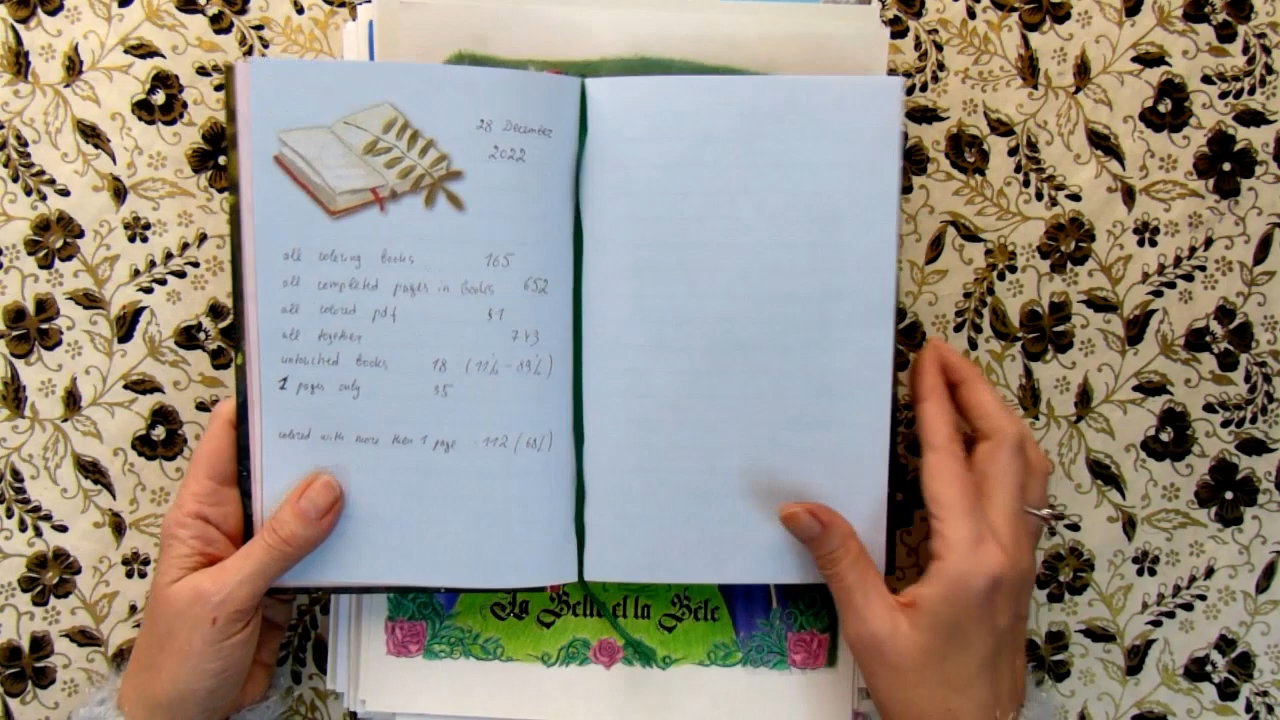 28 December
2022
all coloring books 165
all completed pages in books 652
all colored pdf 91
all together 743
untouched books 18 (11% - 89%)
1 pages only 35
colored with more then 1 page - 112 (68%)
La Belle et la Bête